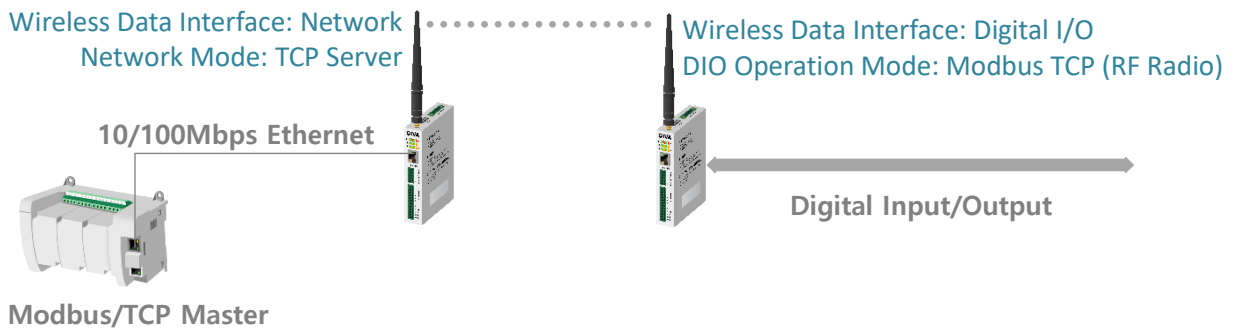 Wireless Data Interface: Network
Network Mode: TCP Server
Wireless Data Interface: Digital I/O
DIO Operation Mode: Modbus TCP (RF Radio)
10/100Mbps Ethernet
Digital Input/Output
Modbus/TCP Master